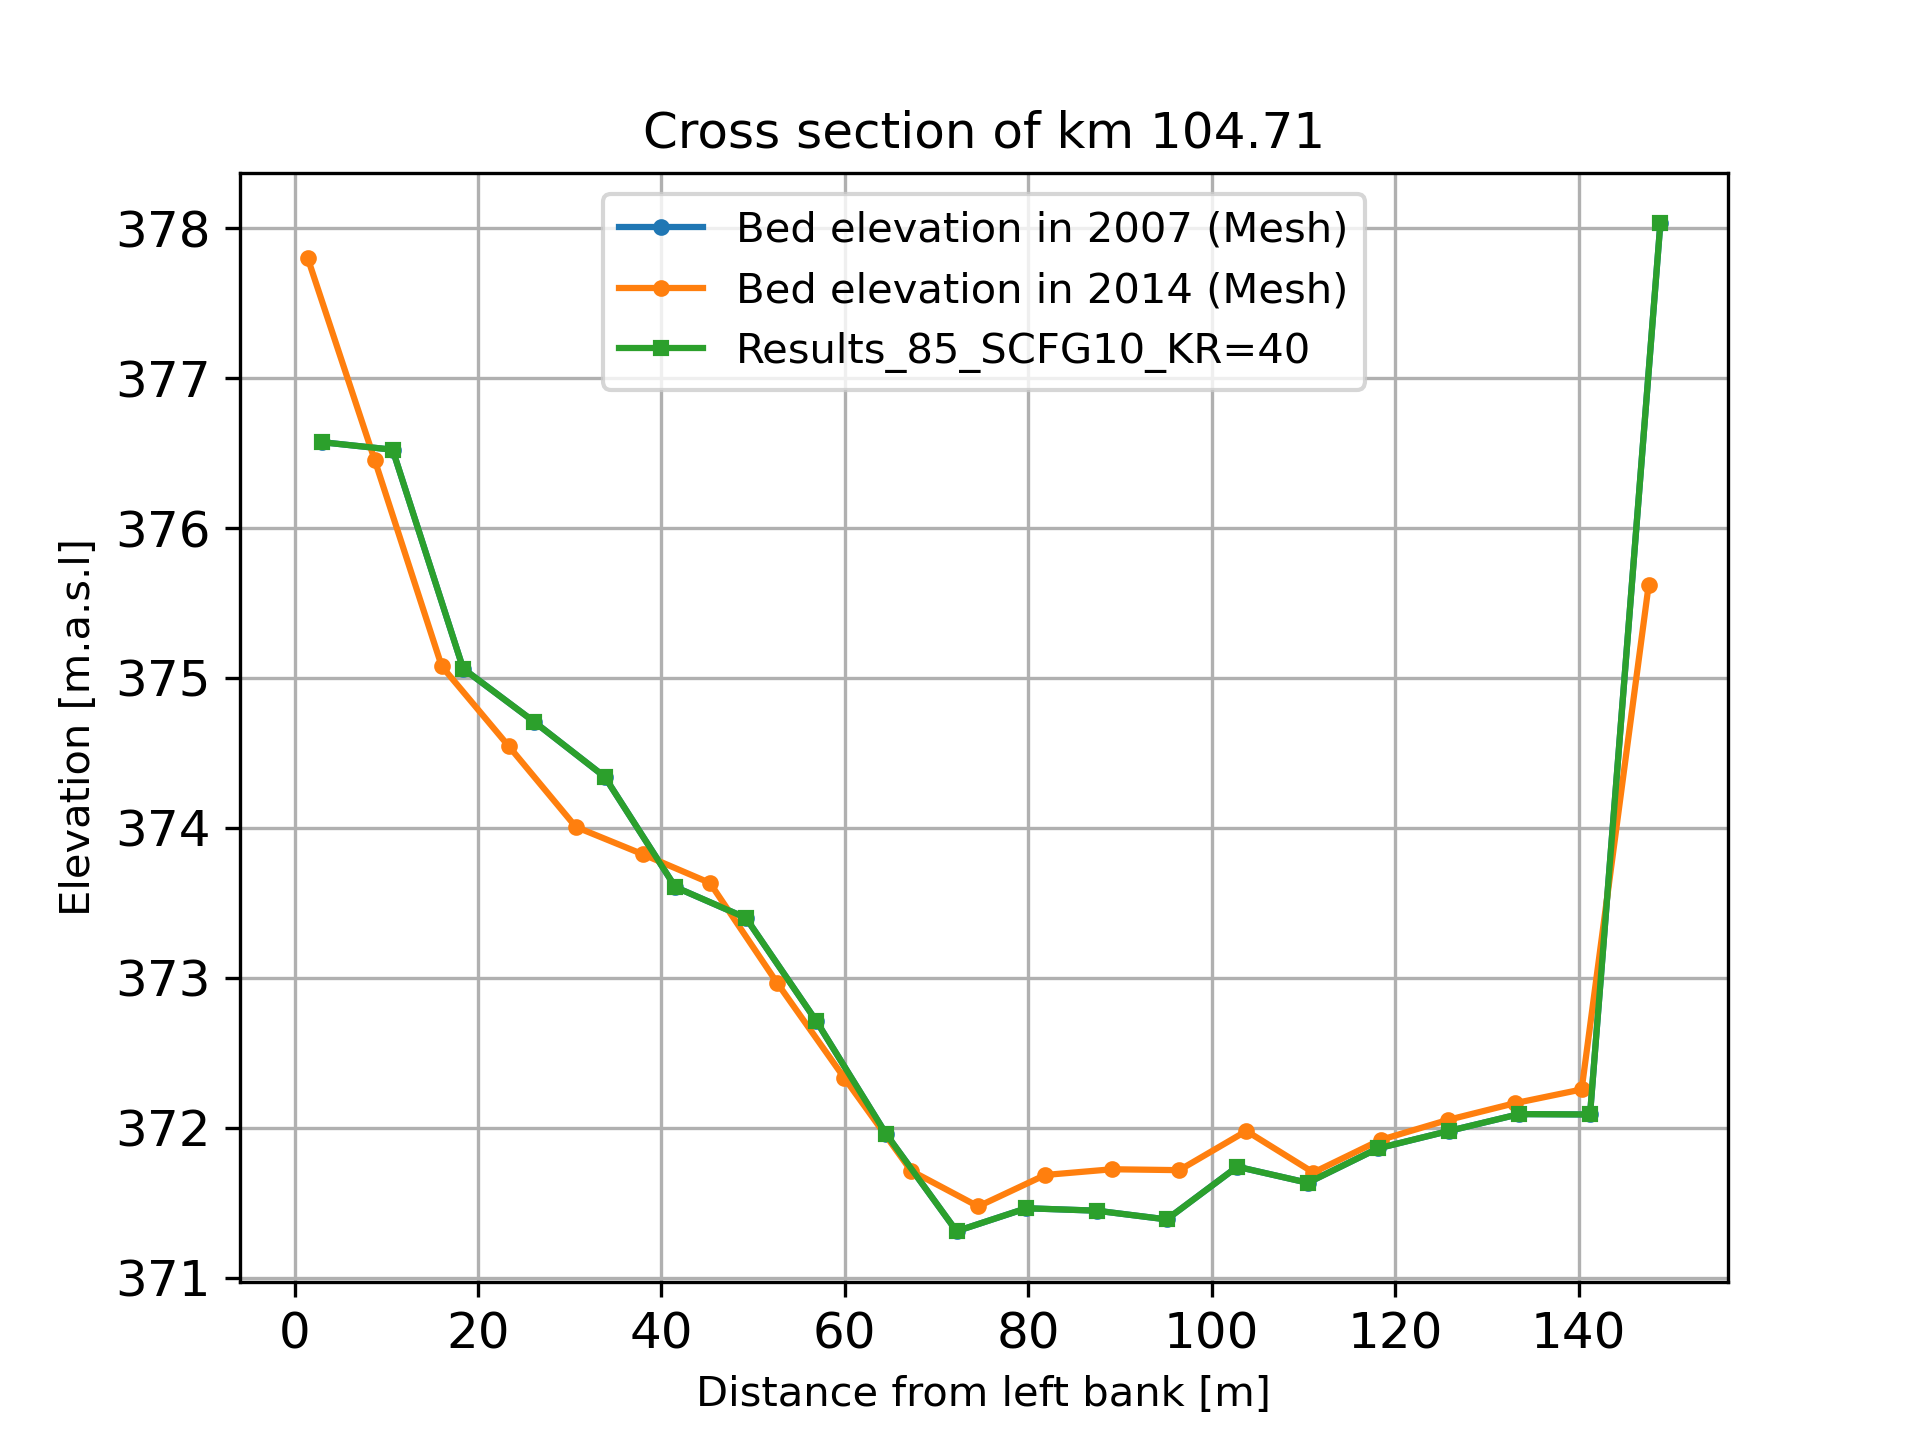 Cross section of km 104.71
Bed elevation in 2007 (Mesh)
Bed elevation in 2014 (Mesh)
Results_85_SCFG10_KR=40
378
377
376
375
374
373
372
371
Elevation [m.a.s.l]
0 20 40 60 80 100 120 140
Distance from left bank [m]